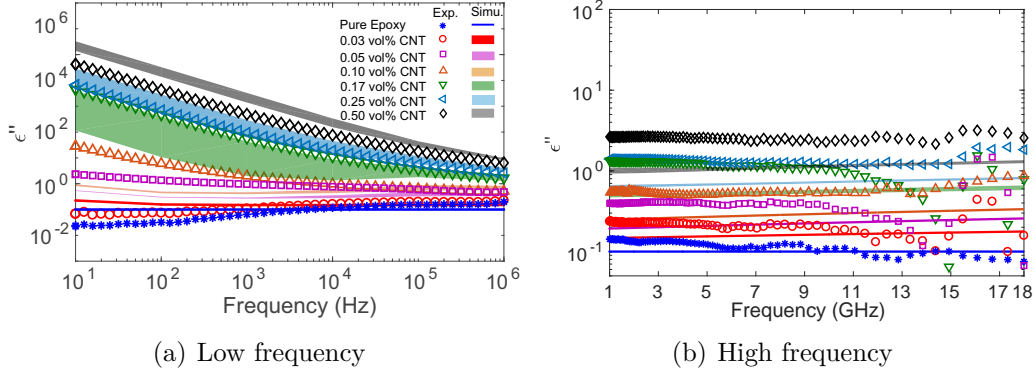 Exp. Simu.
Pure Epoxy
0.03 vol% CNT
0.05 vol% CNT
0.10 vol% CNT
0.17 vol% CNT
0.25 vol% CNT
0.50 vol% CNT
ϵ''
10^6
10^4
10^2
10^0
10^-2
10^1 10^2 10^3 10^4 10^5 10^6
Frequency (Hz)
(a) Low frequency
ϵ''
10^2
10^1
10^0
10^-1
1 3 5 7 9 11 13 15 17 18
Frequency (GHz)
(b) High frequency